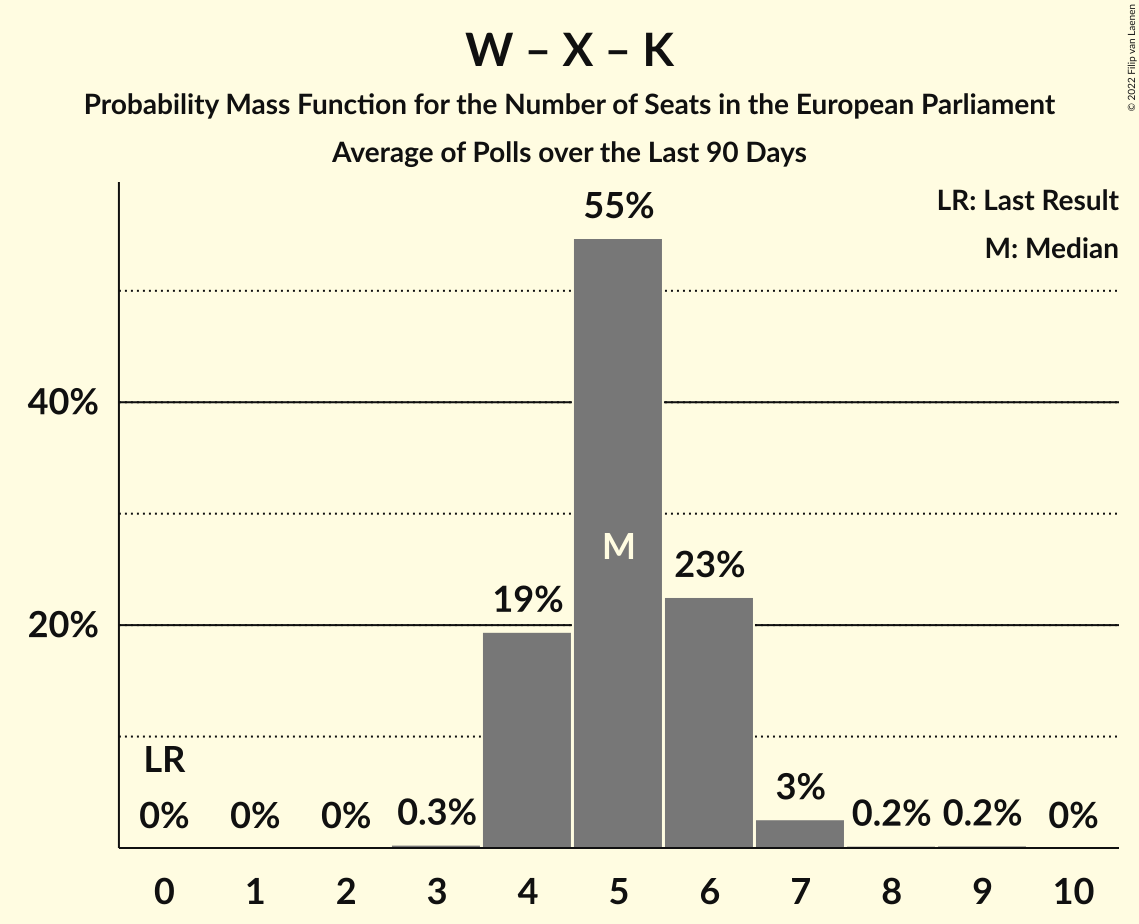 W – X – K
Probability Mass Function for the Number of Seats in the European Parliament
Average of Polls over the Last 90 Days
© 2022 Filip van Laenen
LR: Last Result
M: Median
55%
40%
M
23%
19%
20%
LR
3%
0% 0% 0% 0.3% 0.2% 0.2% 0%
0 1 2 3 4 5 6 7 8 9 10